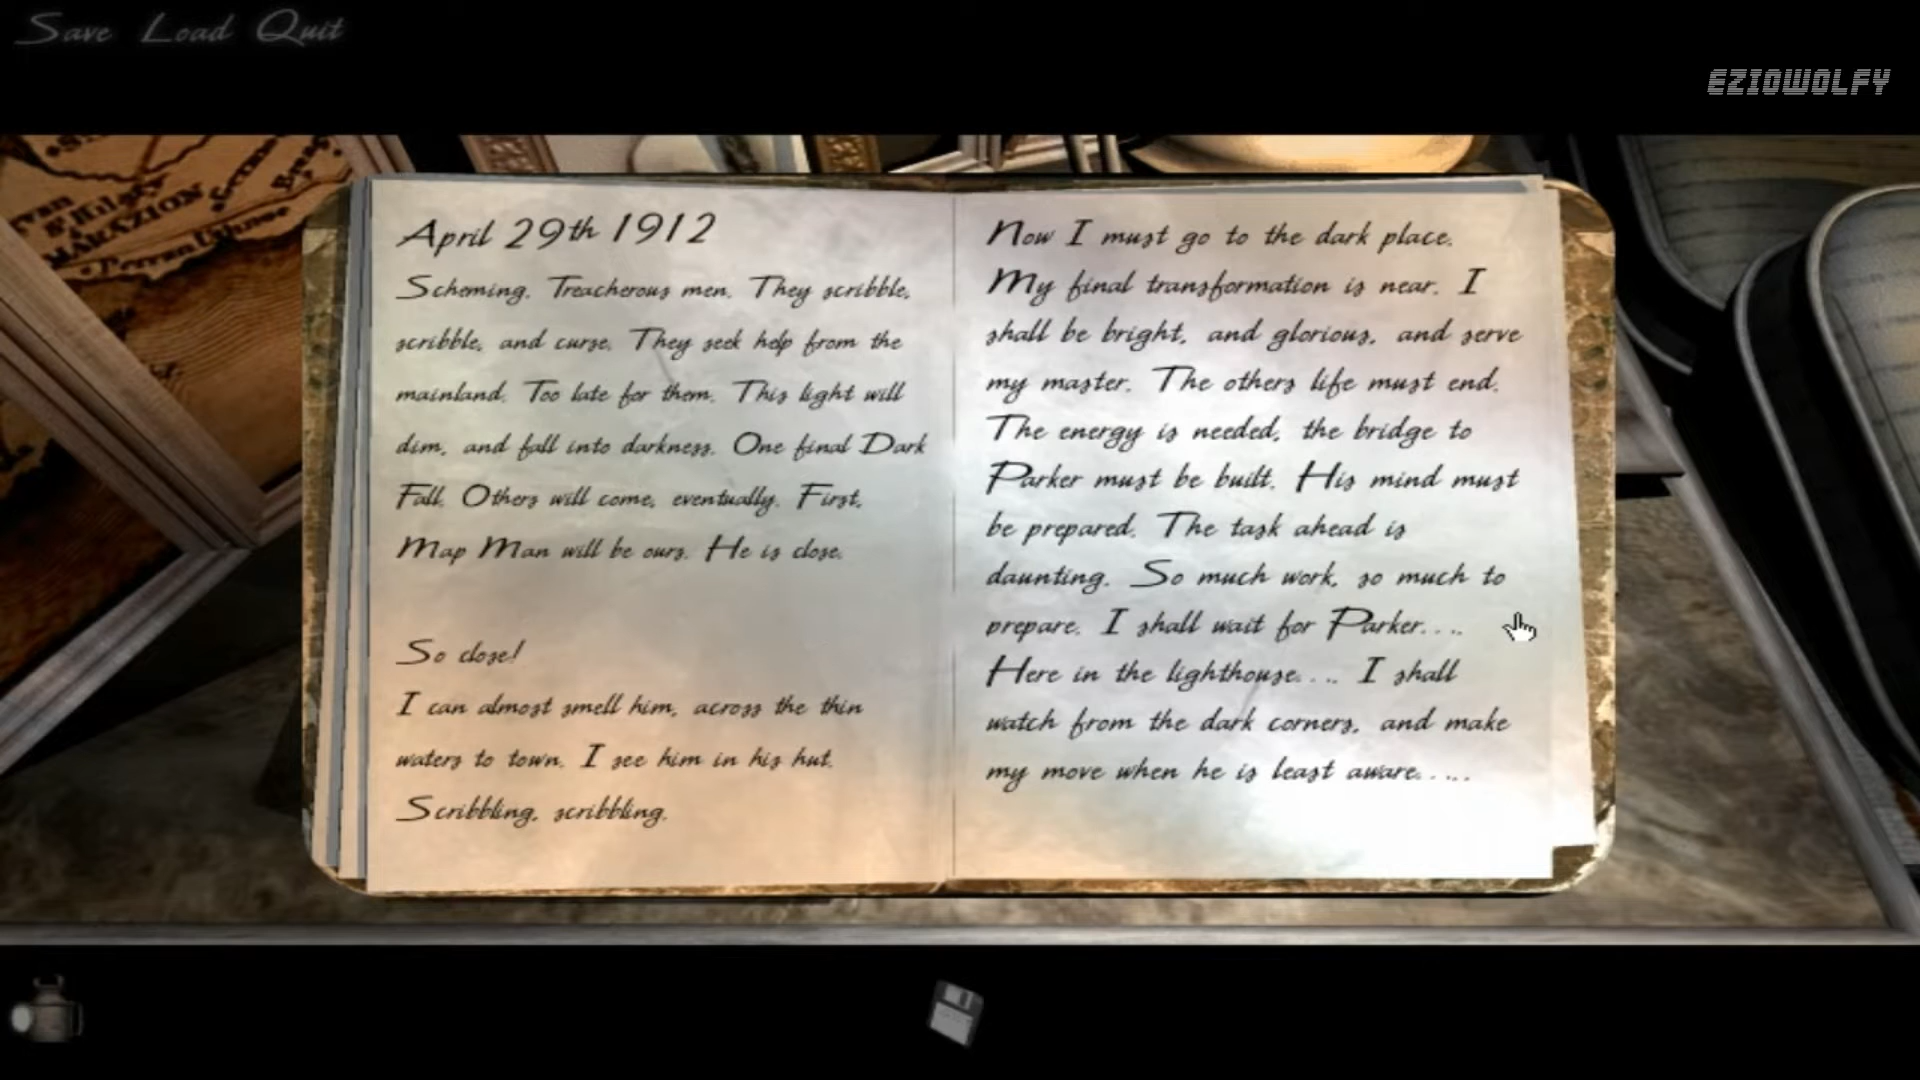 Save Load Quit
EZIOWOLFY
MARAZION
April 29th 1912
Scheming. Treacherous men. They scribble,
scribble, and curse. They seek help from the
mainland. Too late for them. This light will
dim, and fall into darkness. One final Dark
Fall. Others will come, eventually. First,
Map Man will be ours. He is close.
So close!
I can almost smell him, across the thin
waters to town. I see him in his hut.
Scribbling, scribbling.
Now I must go to the dark place.
My final transformation is near. I
shall be bright, and glorious, and serve
my master. The others life must end.
The energy is needed, the bridge to
Parker must be built. His mind must
be prepared. The task ahead is
daunting. So much work, so much to
prepare. I shall wait for Parker....
Here in the lighthouse.... I shall
watch from the dark corners, and make
my move when he is least aware.....